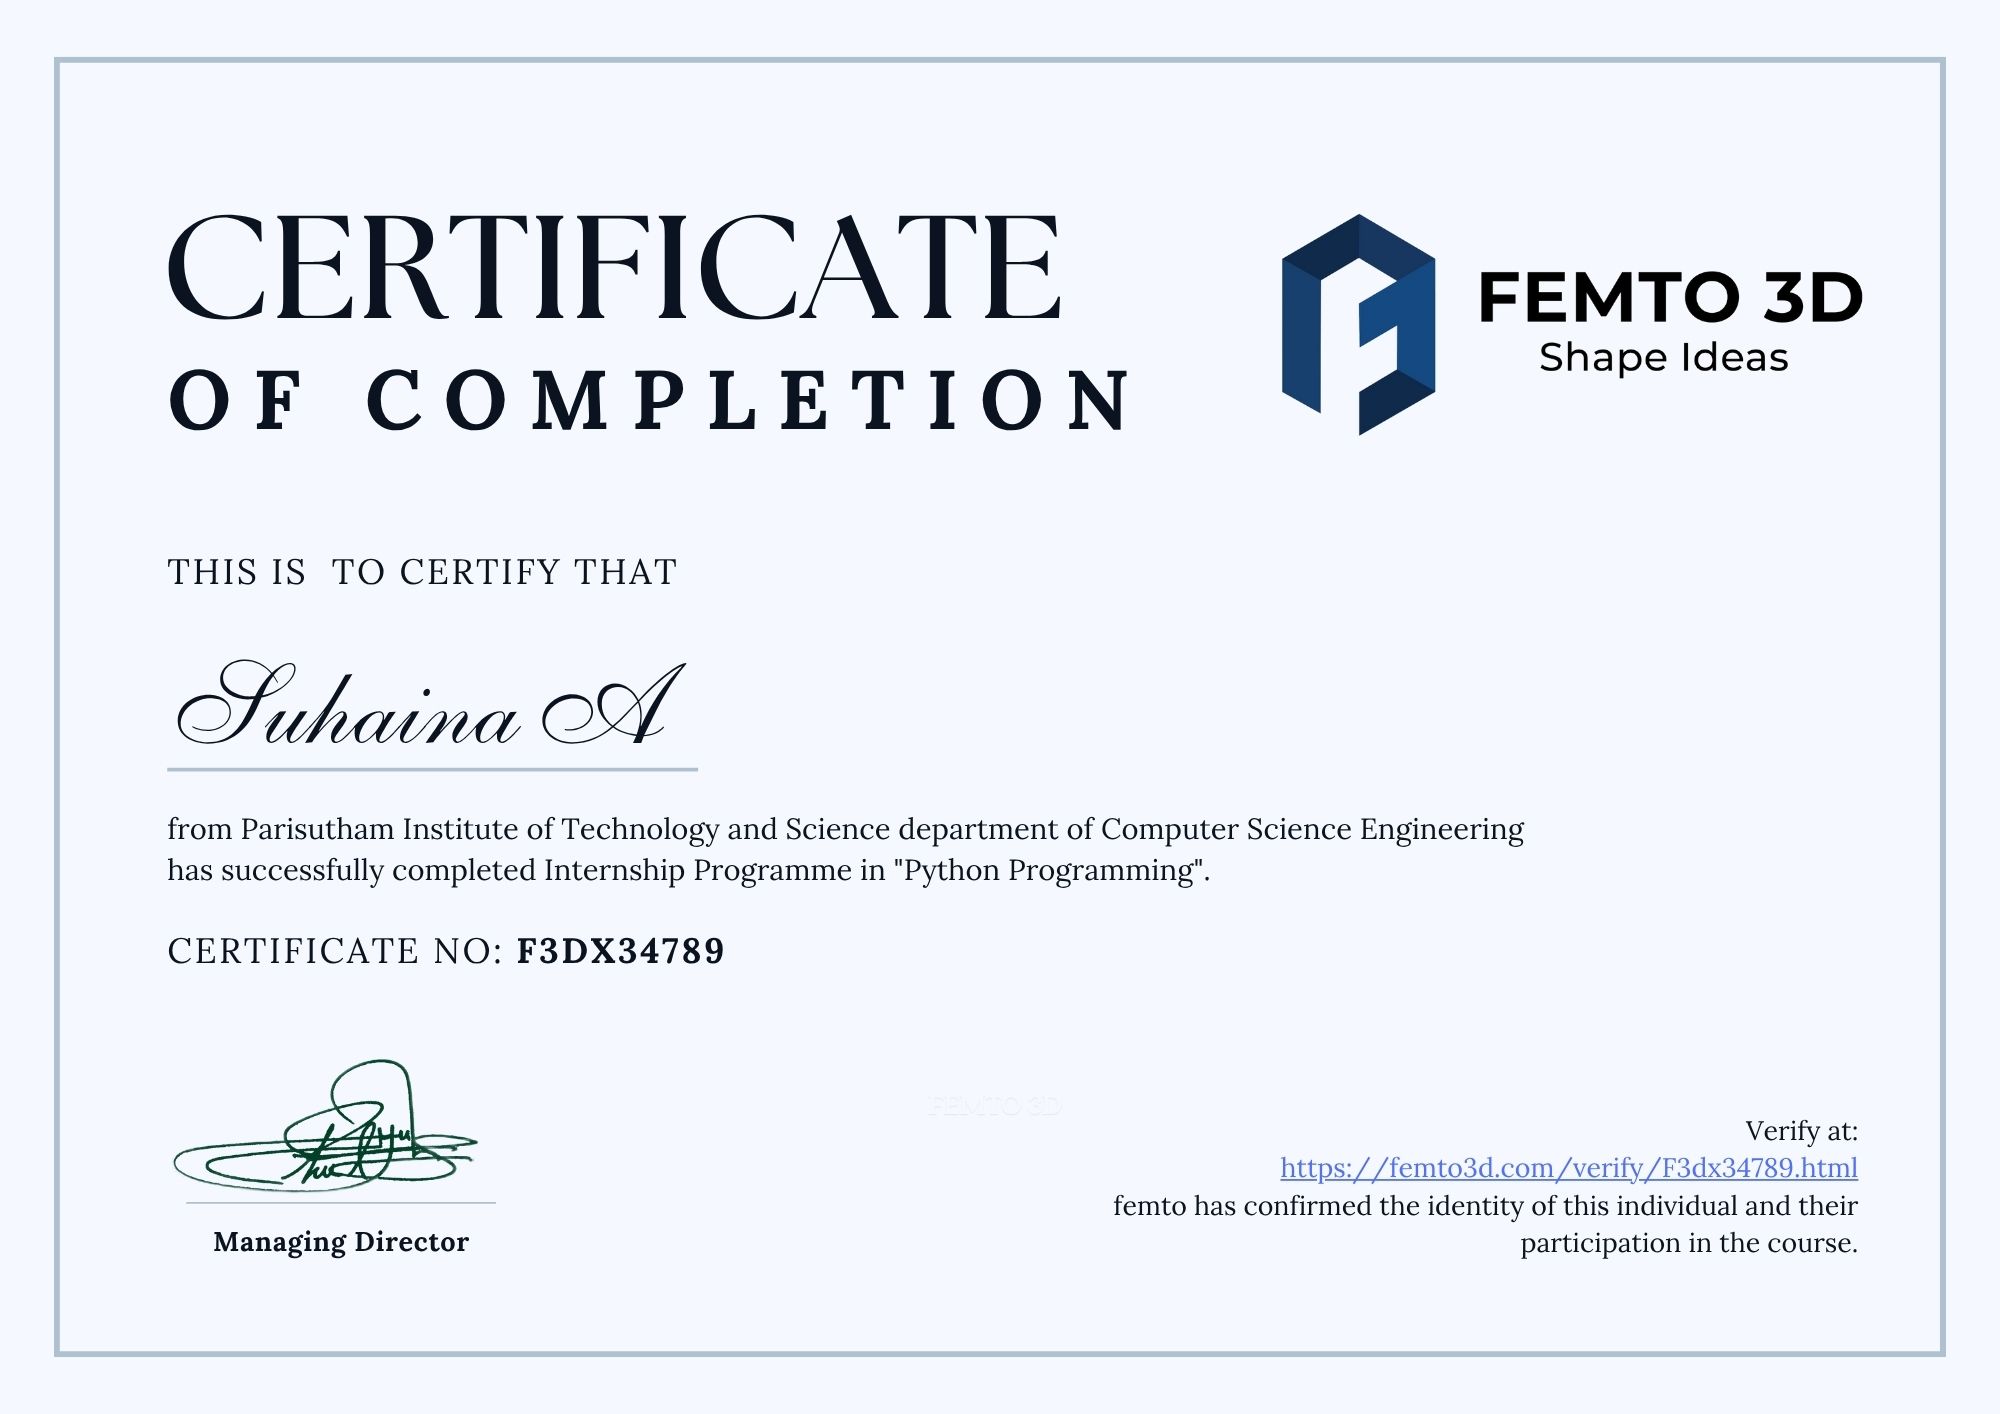 CERTIFICATE
OF COMPLETION
FEMTO 3D
Shape Ideas
THIS IS  TO CERTIFY THAT
Suhaina A
from Parisutham Institute of Technology and Science department of Computer Science Engineering
has successfully completed Internship Programme in "Python Programming".
CERTIFICATE NO: F3DX34789
FEMTO 3D
Managing Director
Verify at:
https://femto3d.com/verify/F3dx34789.html
femto has confirmed the identity of this individual and their
participation in the course.